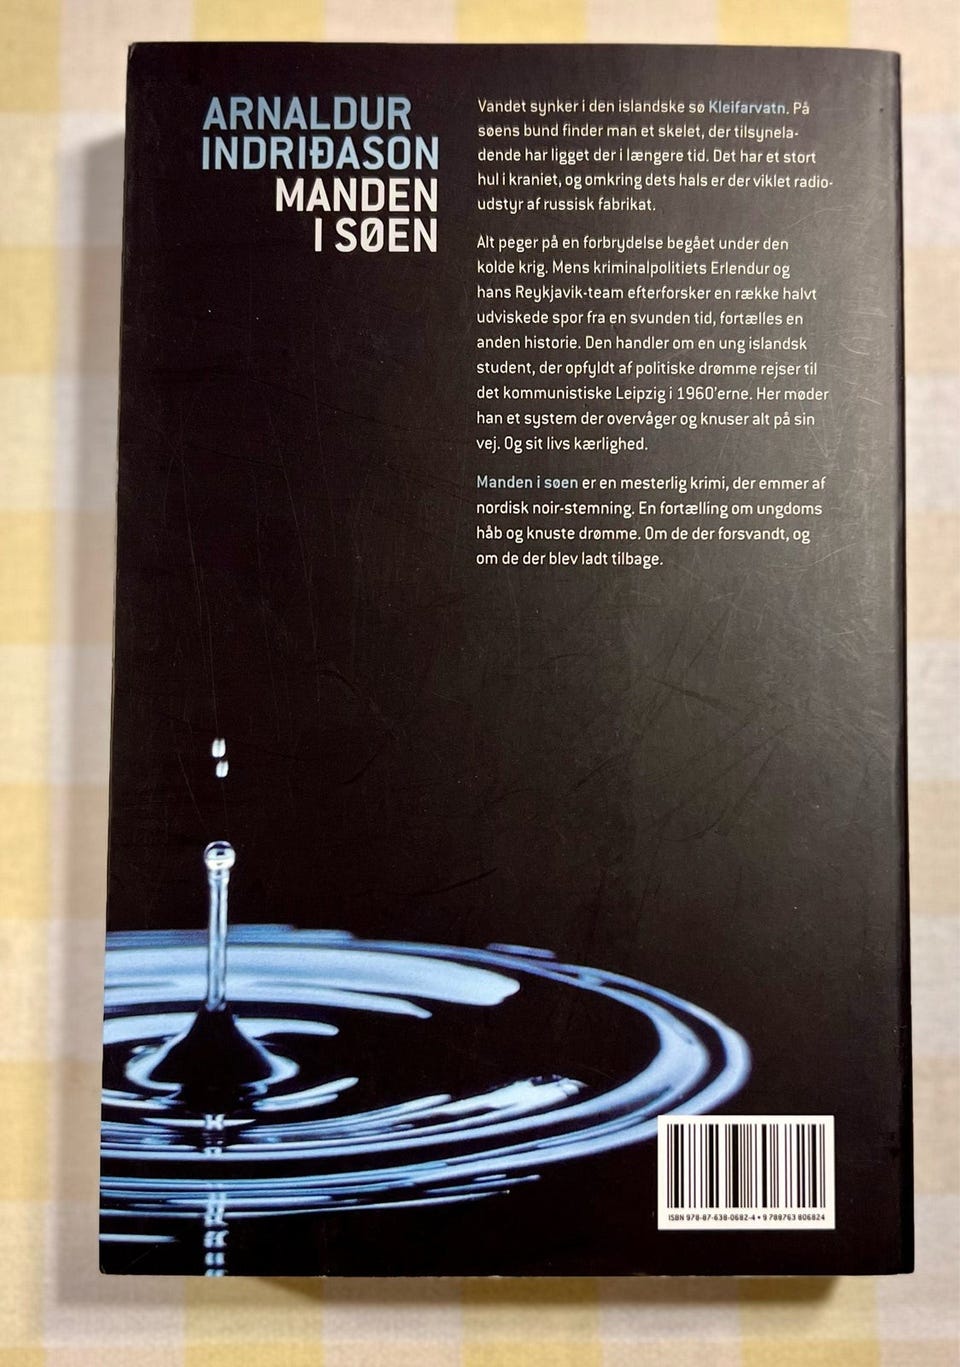 ARNALDUR
INDRIÐASON
MANDEN
I SØEN
Vandet synker i den islandske sø Kleifarvatn. På
søens bund finder man et skelet, der tilsynela-
dende har ligget der i længere tid. Det har et stort
hul i kraniet, og omkring dets hals er der viklet radio-
udstyr af russisk fabrikat.
Alt peger på en forbrydelse begået under den
kolde krig. Mens kriminalpolitiets Erlendur og
hans Reykjavik-team efterforsker en række halvt
udviskede spor fra en svunden tid, fortælles en
anden historie. Den handler om en ung islandsk
student, der opfyldt af politiske drømme rejser til
det kommunistiske Leipzig i 1960'erne. Her møder
han et system der overvåger og knuser alt på sin
vej. Og sit livs kærlighed.
Manden i søen er en mesterlig krimi, der emmer af
nordisk noir-stemning. En fortælling om ungdoms
håb og knuste drømme. Om de der forsvandt, og
om de der blev ladt tilbage.
ISBN 978-87-638-0682-4 • 9 788763 806824